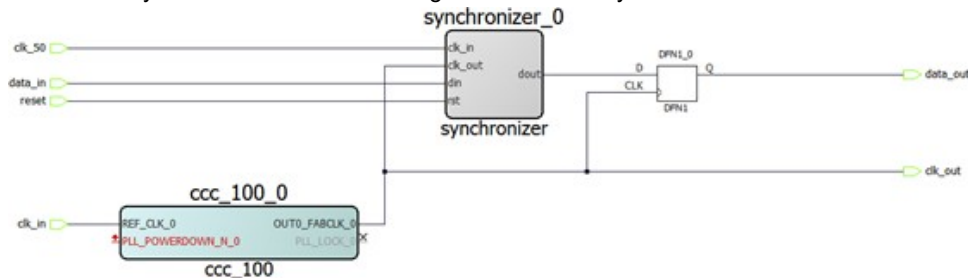 synchronizer_0
clk_50
clk_in
clk_out
data_in
din
dout
reset
rst
synchronizer
DFN1_0
D
Q
CLK
DFN1
data_out
clk_out
ccc_100_0
clk_in
REF_CLK_0
OUT0_FABCLK_0
PLL_POWERDOWN_N_0
PLL_LOCK_0
ccc_100